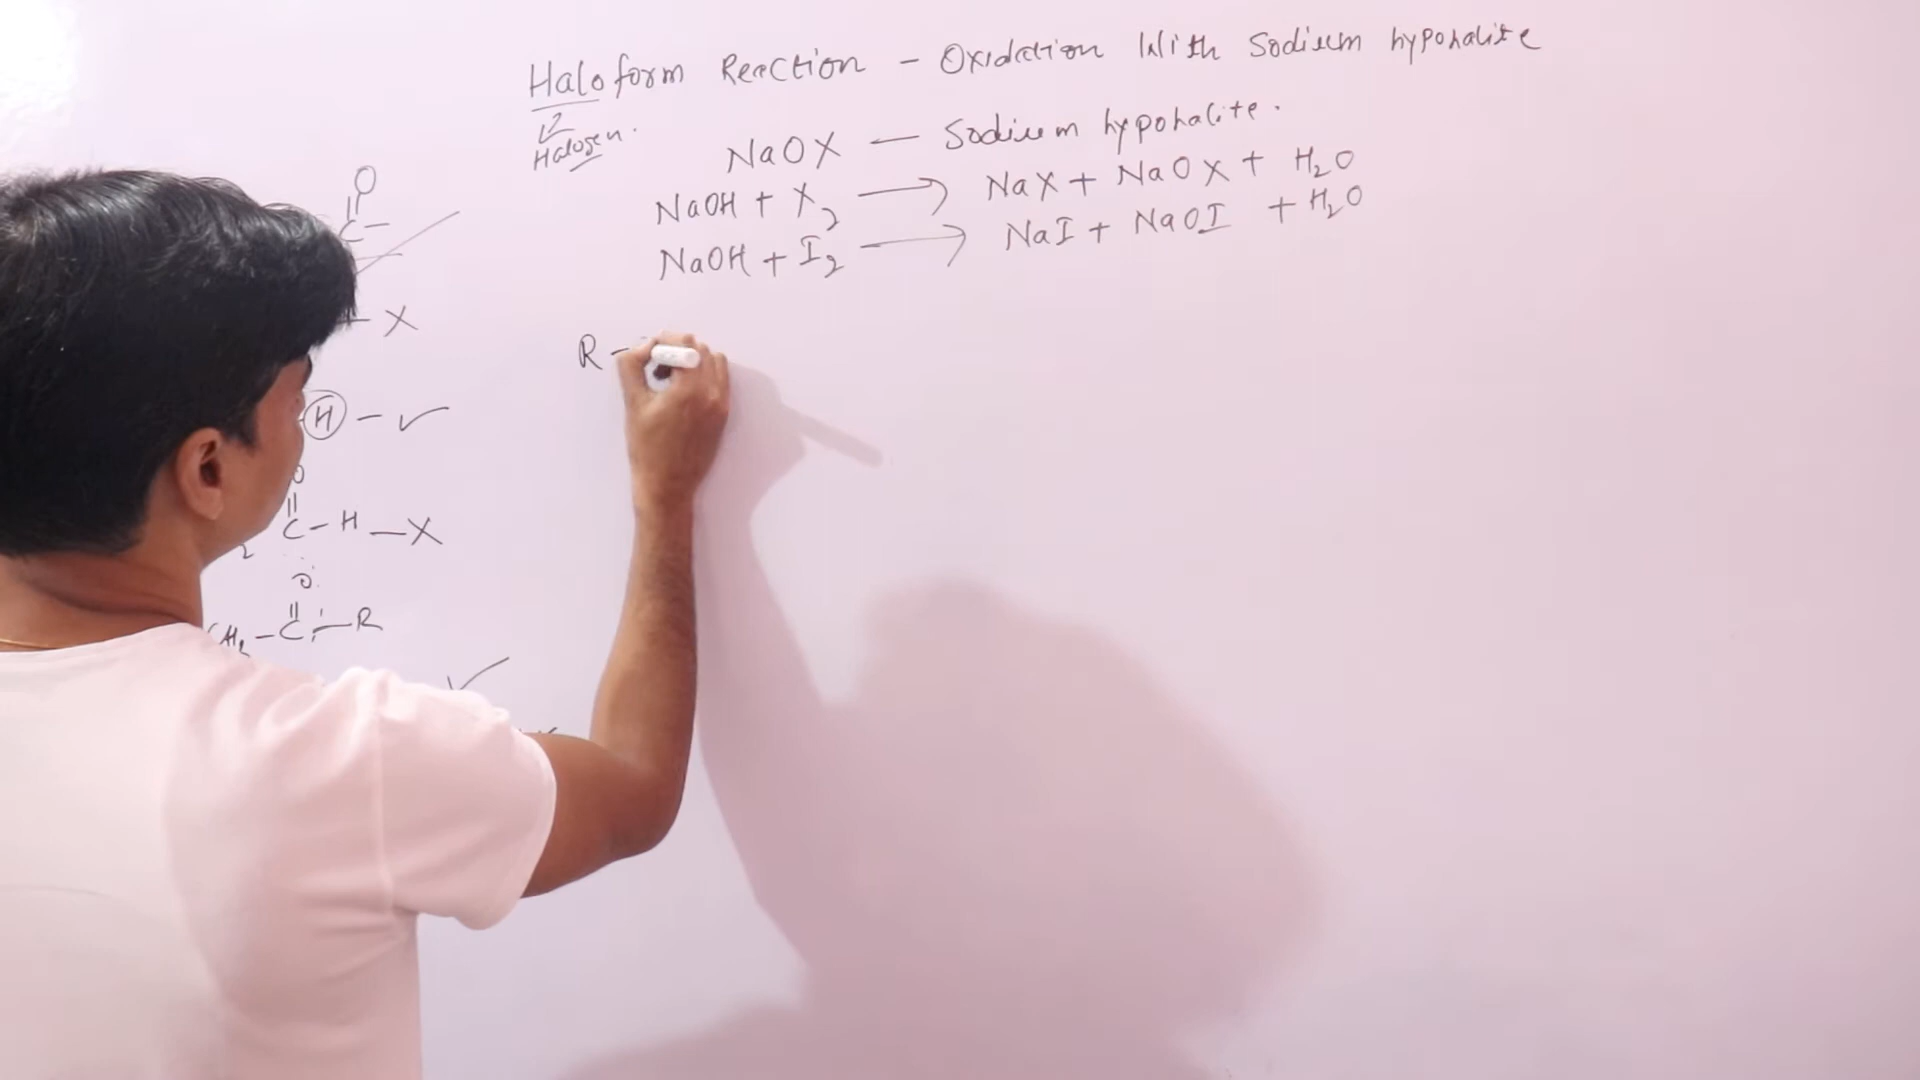 Haloform Reaction - Oxidation With Sodium hypohalite
Halogen.
NaOX — Sodium hypohalite.
NaOH + X2 → NaX + NaOX + H2O
NaOH + I2 → NaI + NaOI + H2O
R -
O
C -
- X
H - ✓
O
C - H - X
O
CH3 - C - R
✓